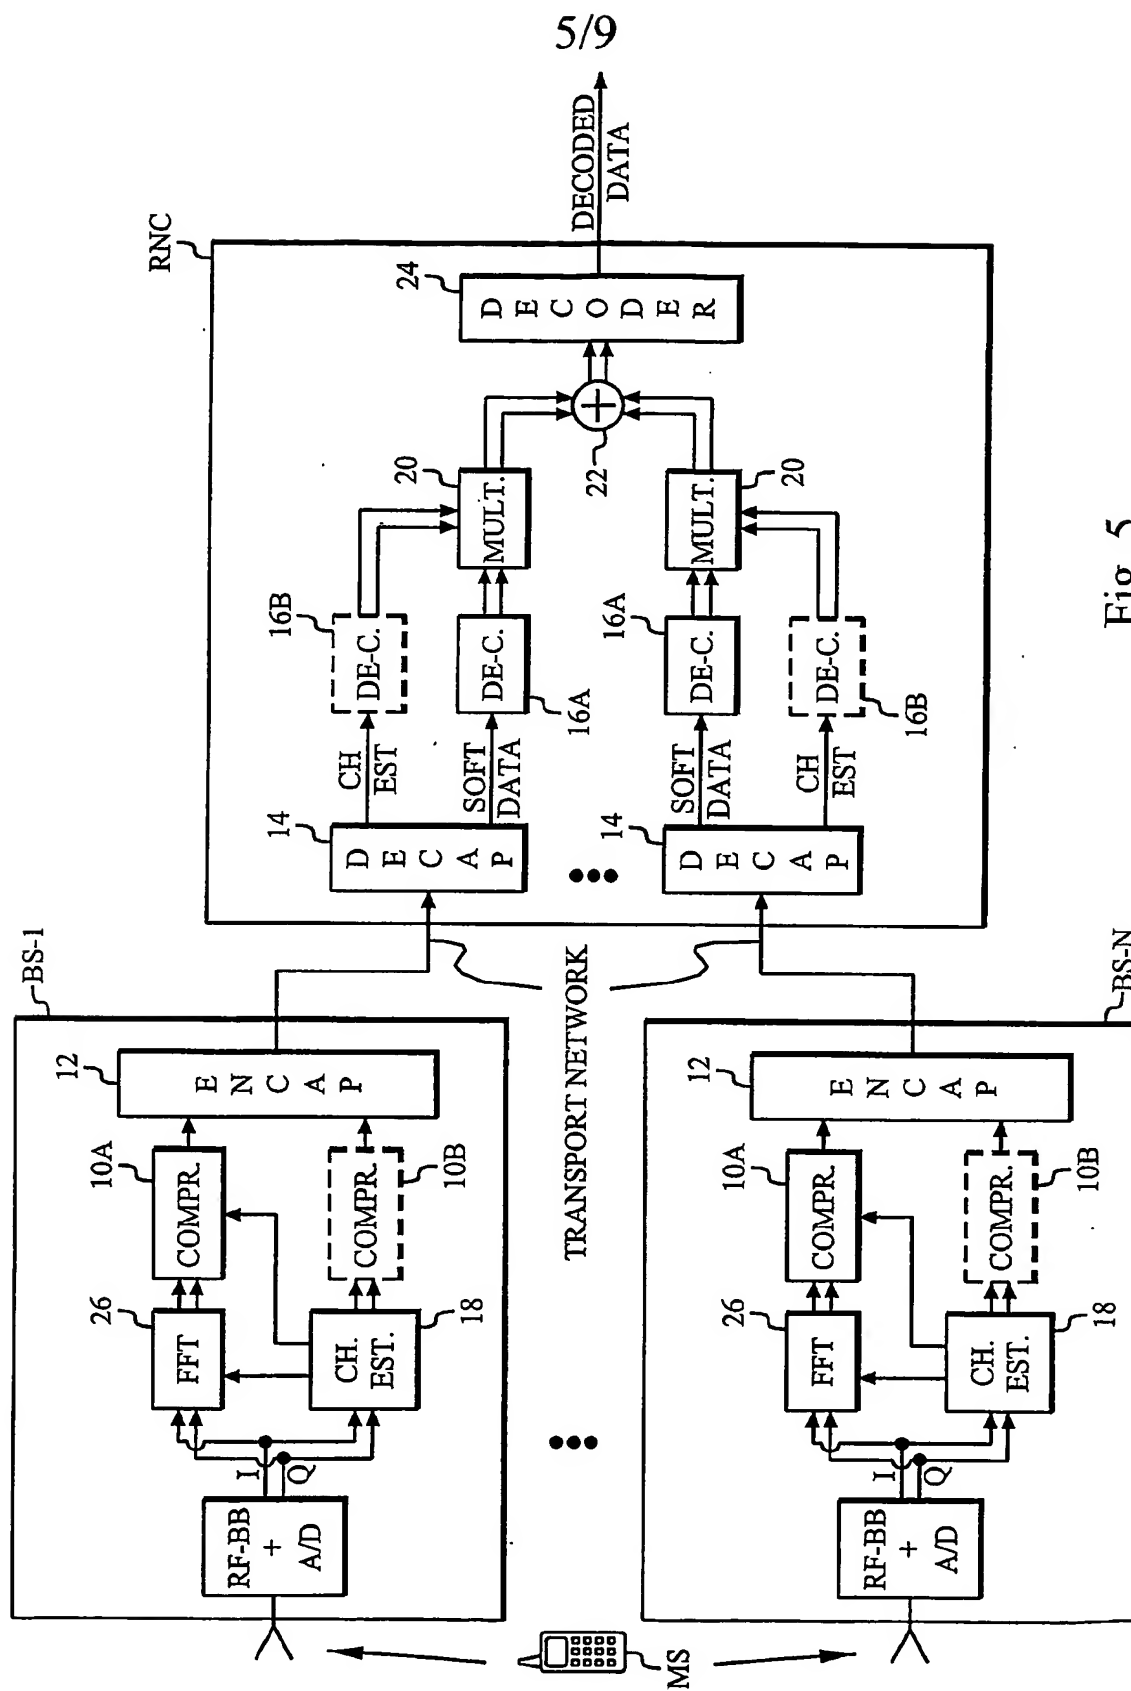 5/9
BS-1
RF-BB
+
A/D
I
Q
26
FFT
CH.
EST.
18
10A
COMPR.
COMPR.
10B
12
ENCAP
MS
TRANSPORT NETWORK
BS-N
RF-BB
+
A/D
I
Q
26
FFT
CH.
EST.
18
10A
COMPR.
COMPR.
10B
12
ENCAP
RNC
14
DECAP
CH
EST
SOFT
DATA
16B
DE-C.
DE-C.
16A
20
MULT.
14
DECAP
SOFT
DATA
CH
EST
16A
DE-C.
DE-C.
16B
MULT.
20
22
+
24
DECODER
DECODED
DATA
Fig. 5